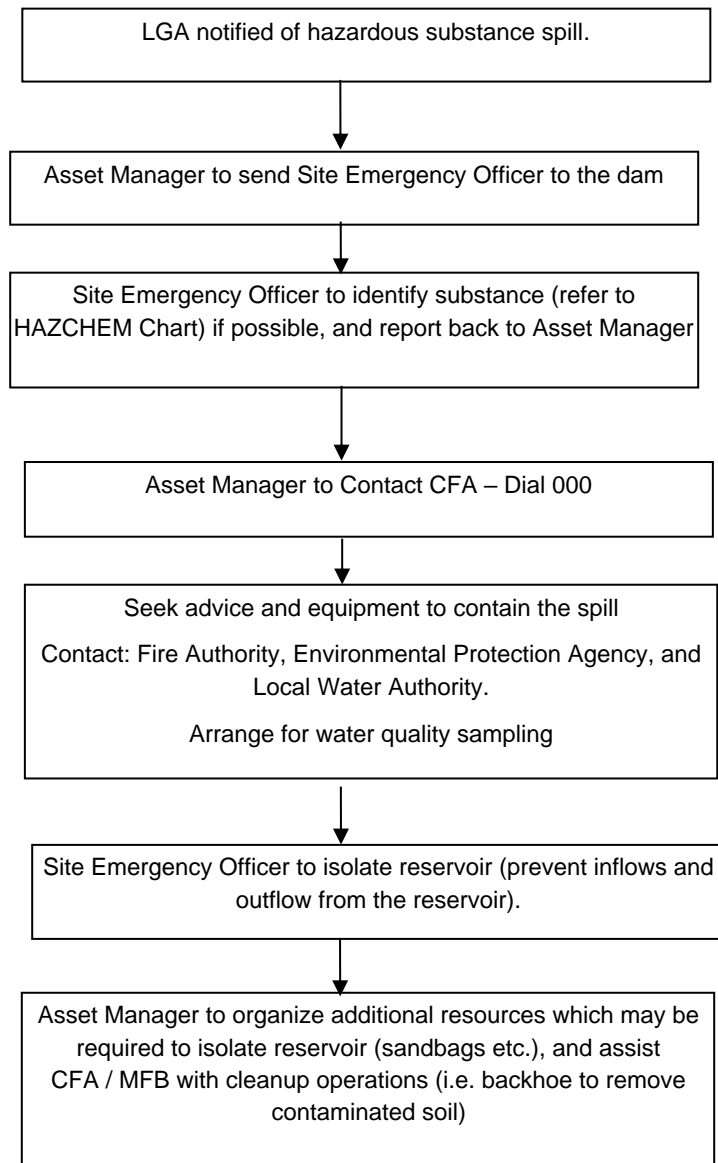 LGA notified of hazardous substance spill.
Asset Manager to send Site Emergency Officer to the dam
Site Emergency Officer to identify substance (refer to
HAZCHEM Chart) if possible, and report back to Asset Manager
Asset Manager to Contact CFA – Dial 000
Seek advice and equipment to contain the spill
Contact: Fire Authority, Environmental Protection Agency, and
Local Water Authority.
Arrange for water quality sampling
Site Emergency Officer to isolate reservoir (prevent inflows and
outflow from the reservoir).
Asset Manager to organize additional resources which may be
required to isolate reservoir (sandbags etc.), and assist
CFA / MFB with cleanup operations (i.e. backhoe to remove
contaminated soil)